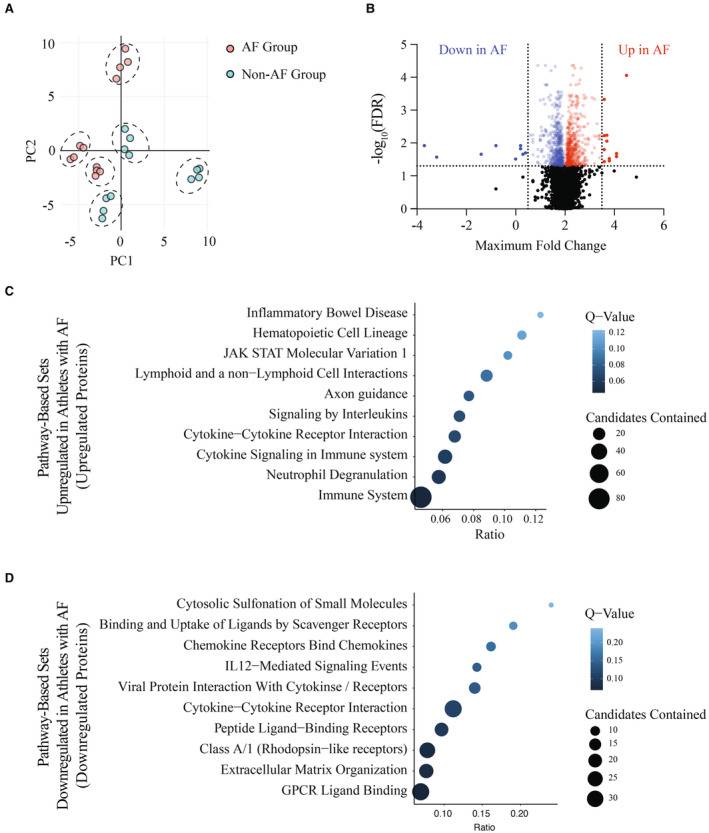 A
AF Group
Non-AF Group
10
5
0
-5
PC2
-5
0
5
10
PC1
B
Down in AF
Up in AF
5
4
3
2
1
0
-log10(FDR)
-4
-2
0
2
4
6
Maximum Fold Change
C
Pathway-Based Sets
Upnregulated in Athletes with AF
(Upregulated Proteins)
Inflammatory Bowel Disease
Hematopoietic Cell Lineage
JAK STAT Molecular Variation 1
Lymphoid and a non-Lymphoid Cell Interactions
Axon guidance
Signaling by Interleukins
Cytokine-Cytokine Receptor Interaction
Cytokine Signaling in Immune system
Neutrophil Degranulation
Immune System
0.06
0.08
0.10
0.12
Ratio
Q-Value
0.12
0.10
0.08
0.06
Candidates Contained
20
40
60
80
D
Pathway-Based Sets
Downregulated in Athletes with AF
(Downregulated Proteins)
Cytosolic Sulfonation of Small Molecules
Binding and Uptake of Ligands by Scavenger Receptors
Chemokine Receptors Bind Chemokines
IL12-Mediated Signaling Events
Viral Protein Interaction With Cytokinse / Receptors
Cytokine-Cytokine Receptor Interaction
Peptide Ligand-Binding Receptors
Class A/1 (Rhodopsin-like receptors)
Extracellular Matrix Organization
GPCR Ligand Binding
0.10
0.15
0.20
Ratio
Q-Value
0.20
0.15
0.10
Candidates Contained
10
15
20
25
30